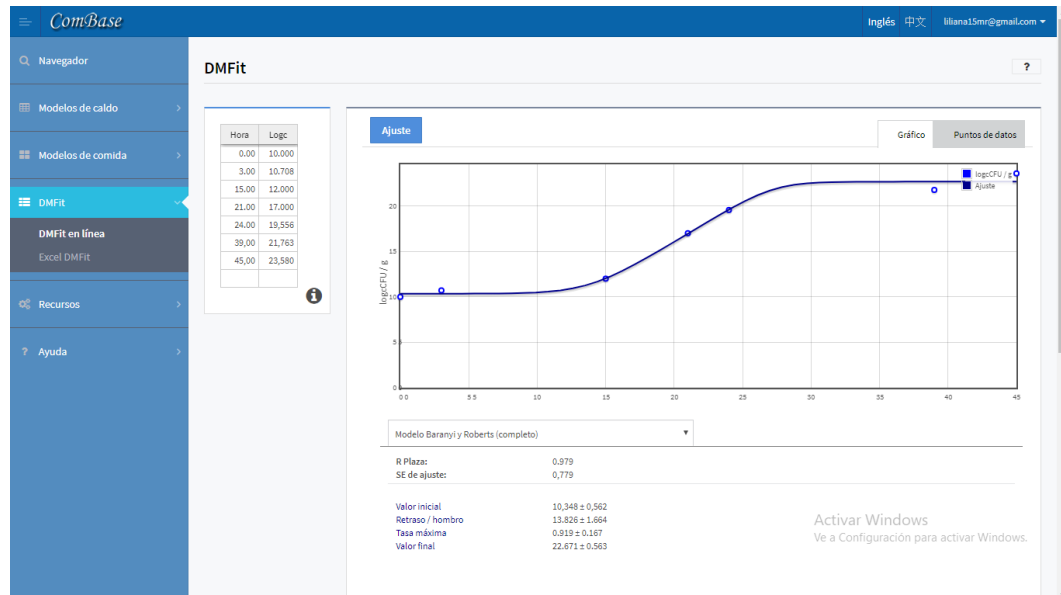 ComBase
Inglés 中文 liliana15mr@gmail.com
Navegador
Modelos de caldo
Modelos de comida
DMFit
DMFit en línea
Excel DMFit
Recursos
? Ayuda
DMFit
?
Hora Logc
0.00 10.000
3.00 10.708
15.00 12.000
21.00 17.000
24.00 19,556
39,00 21,763
45,00 23,580
Ajuste
Gráfico Puntos de datos
logcCFU / g
Ajuste
logcCFU / g
20
15
10
5 5
0 0
0 0 5 5 10 15 20 25 30 35 40 45
Modelo Baranyi y Roberts (completo)
R Plaza: 0.979
SE de ajuste: 0,779
Valor inicial 10,348 ± 0,562
Retraso / hombro 13.826 ± 1.664
Tasa máxima 0.919 ± 0.167
Valor final 22.671 ± 0.563
Activar Windows
Ve a Configuración para activar Windows.